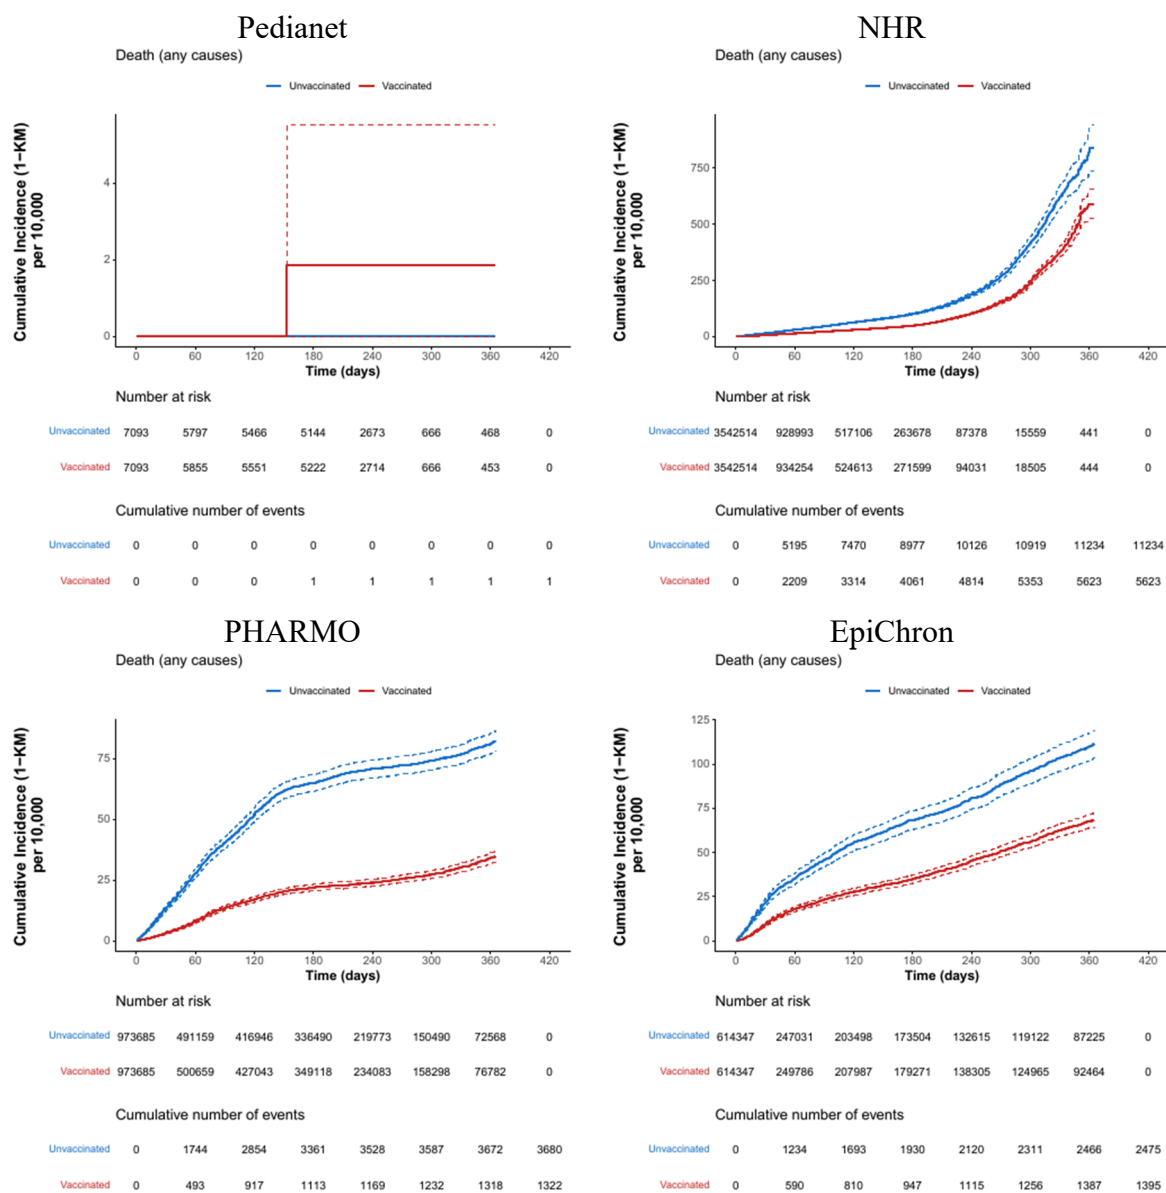 Pedianet
Death (any causes)
Unvaccinated Vaccinated
Cumulative Incidence (1−KM)
per 10,000
4
2
0
0 60 120 180 240 300 360 420
Time (days)
Number at risk
Unvaccinated 7093 5797 5466 5144 2673 666 468 0
Vaccinated 7093 5855 5551 5222 2714 666 453 0
Cumulative number of events
Unvaccinated 0 0 0 0 0 0 0 0
Vaccinated 0 0 0 1 1 1 1 1
NHR
Death (any causes)
Unvaccinated Vaccinated
Cumulative Incidence (1−KM)
per 10,000
750
500
250
0
0 60 120 180 240 300 360 420
Time (days)
Number at risk
Unvaccinated 3542514 928993 517106 263678 87378 15559 441 0
Vaccinated 3542514 934254 524613 271599 94031 18505 444 0
Cumulative number of events
Unvaccinated 0 5195 7470 8977 10126 10919 11234 11234
Vaccinated 0 2209 3314 4061 4814 5353 5623 5623
PHARMO
Death (any causes)
Unvaccinated Vaccinated
Cumulative Incidence (1−KM)
per 10,000
75
50
25
0
0 60 120 180 240 300 360 420
Time (days)
Number at risk
Unvaccinated 973685 491159 416946 336490 219773 150490 72568 0
Vaccinated 973685 500659 427043 349118 234083 158298 76782 0
Cumulative number of events
Unvaccinated 0 1744 2854 3361 3528 3587 3672 3680
Vaccinated 0 493 917 1113 1169 1232 1318 1322
EpiChron
Death (any causes)
Unvaccinated Vaccinated
Cumulative Incidence (1−KM)
per 10,000
125
100
75
50
25
0
0 60 120 180 240 300 360 420
Time (days)
Number at risk
Unvaccinated 614347 247031 203498 173504 132615 119122 87225 0
Vaccinated 614347 249786 207987 179271 138305 124965 92464 0
Cumulative number of events
Unvaccinated 0 1234 1693 1930 2120 2311 2466 2475
Vaccinated 0 590 810 947 1115 1256 1387 1395